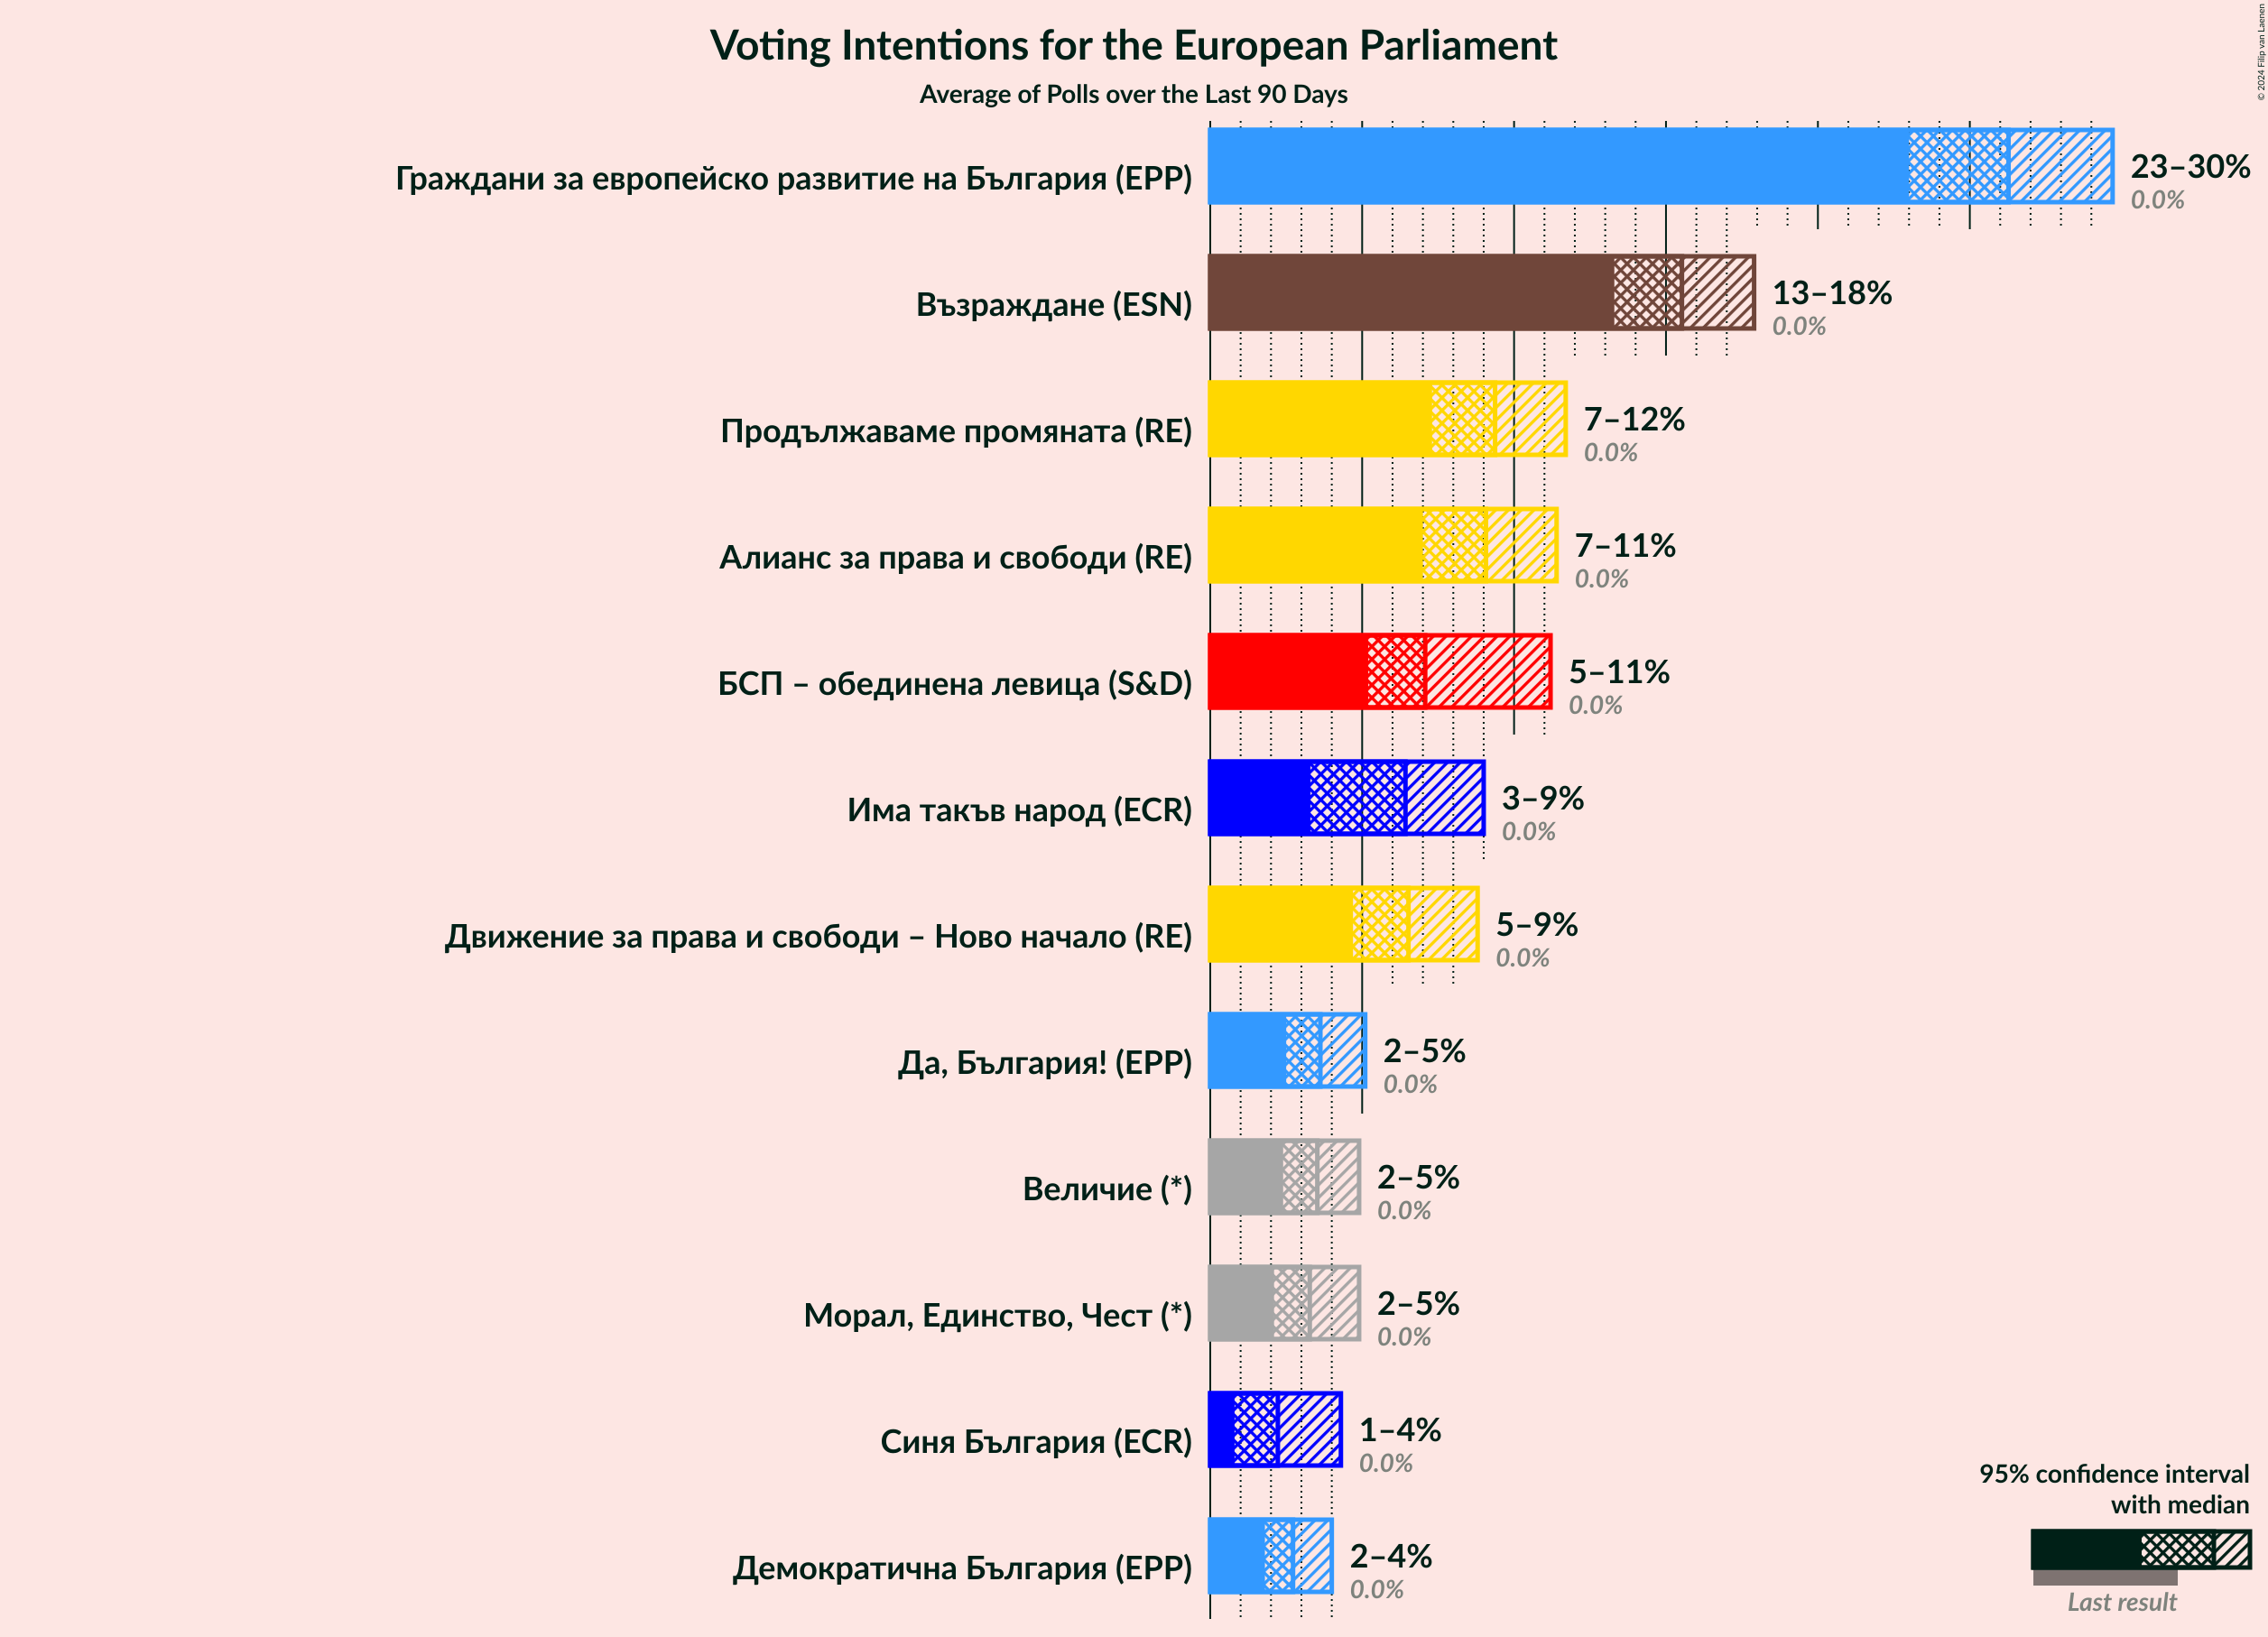 Voting Intentions for the European Parliament
Average of Polls over the Last 90 Days
© 2024 Filip van Laenen
Граждани за европейско развитие на България (EPP)
23–30%
0.0%
Възраждане (ESN)
13–18%
0.0%
Продължаваме промяната (RE)
7–12%
0.0%
Алианс за права и свободи (RE)
7–11%
0.0%
БСП – обединена левица (S&D)
5–11%
0.0%
Има такъв народ (ECR)
3–9%
0.0%
Движение за права и свободи – Ново начало (RE)
5–9%
0.0%
Да, България! (EPP)
2–5%
0.0%
Величие (*)
2–5%
0.0%
Морал, Единство, Чест (*)
2–5%
0.0%
Синя България (ECR)
1–4%
0.0%
Демократична България (EPP)
2–4%
0.0%
95% confidence interval
with median
Last result